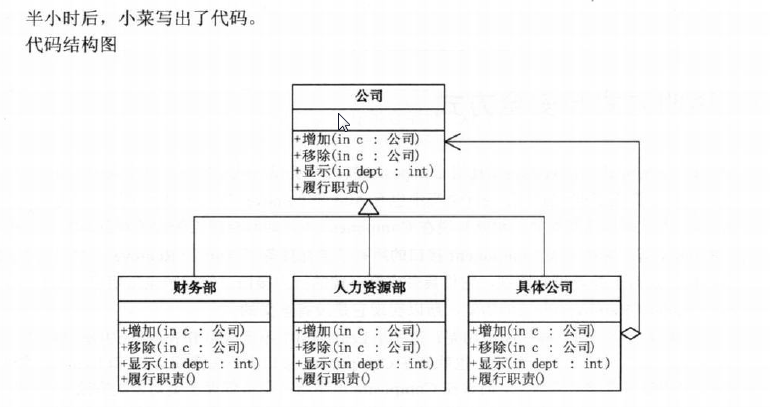 半小时后，小菜写出了代码。
代码结构图
公司
+增加(in c : 公司)
+移除(in c : 公司)
+显示(in dept : int)
+履行职责()
财务部
+增加(in c : 公司)
+移除(in c : 公司)
+显示(in dept : int)
+履行职责()
人力资源部
+增加(in c : 公司)
+移除(in c : 公司)
+显示(in dept : int)
+履行职责()
具体公司
+增加(in c : 公司)
+移除(in c : 公司)
+显示(in dept : int)
+履行职责()